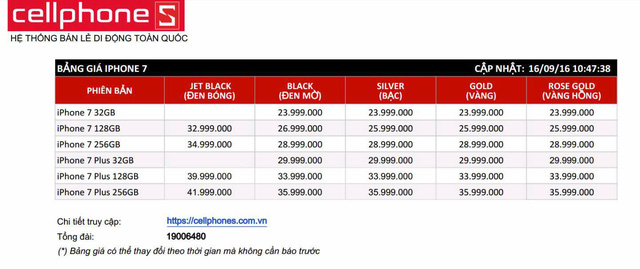 cellphone S
HỆ THỐNG BÁN LẺ DI ĐỘNG TOÀN QUỐC
BẢNG GIÁ IPHONE 7 CẬP NHẬT: 16/09/16 10:47:38
PHIÊN BẢN JET BLACK (ĐEN BÓNG) BLACK (ĐEN MỜ) SILVER (BẠC) GOLD (VÀNG) ROSE GOLD (VÀNG HỒNG)
iPhone 7 32GB 23.999.000 23.999.000 23.999.000 23.999.000
iPhone 7 128GB 32.999.000 26.999.000 25.999.000 25.999.000 25.999.000
iPhone 7 256GB 34.999.000 28.999.000 28.999.000 28.999.000 28.999.000
iPhone 7 Plus 32GB 29.999.000 29.999.000 29.999.000 29.999.000
iPhone 7 Plus 128GB 39.999.000 33.999.000 33.999.000 33.999.000 33.999.000
iPhone 7 Plus 256GB 41.999.000 35.999.000 35.999.000 35.999.000 35.999.000
Chi tiết truy cập: https://cellphones.com.vn
Tổng đài: 19006480
(*) Bảng giá có thể thay đổi theo thời gian mà không cần báo trước